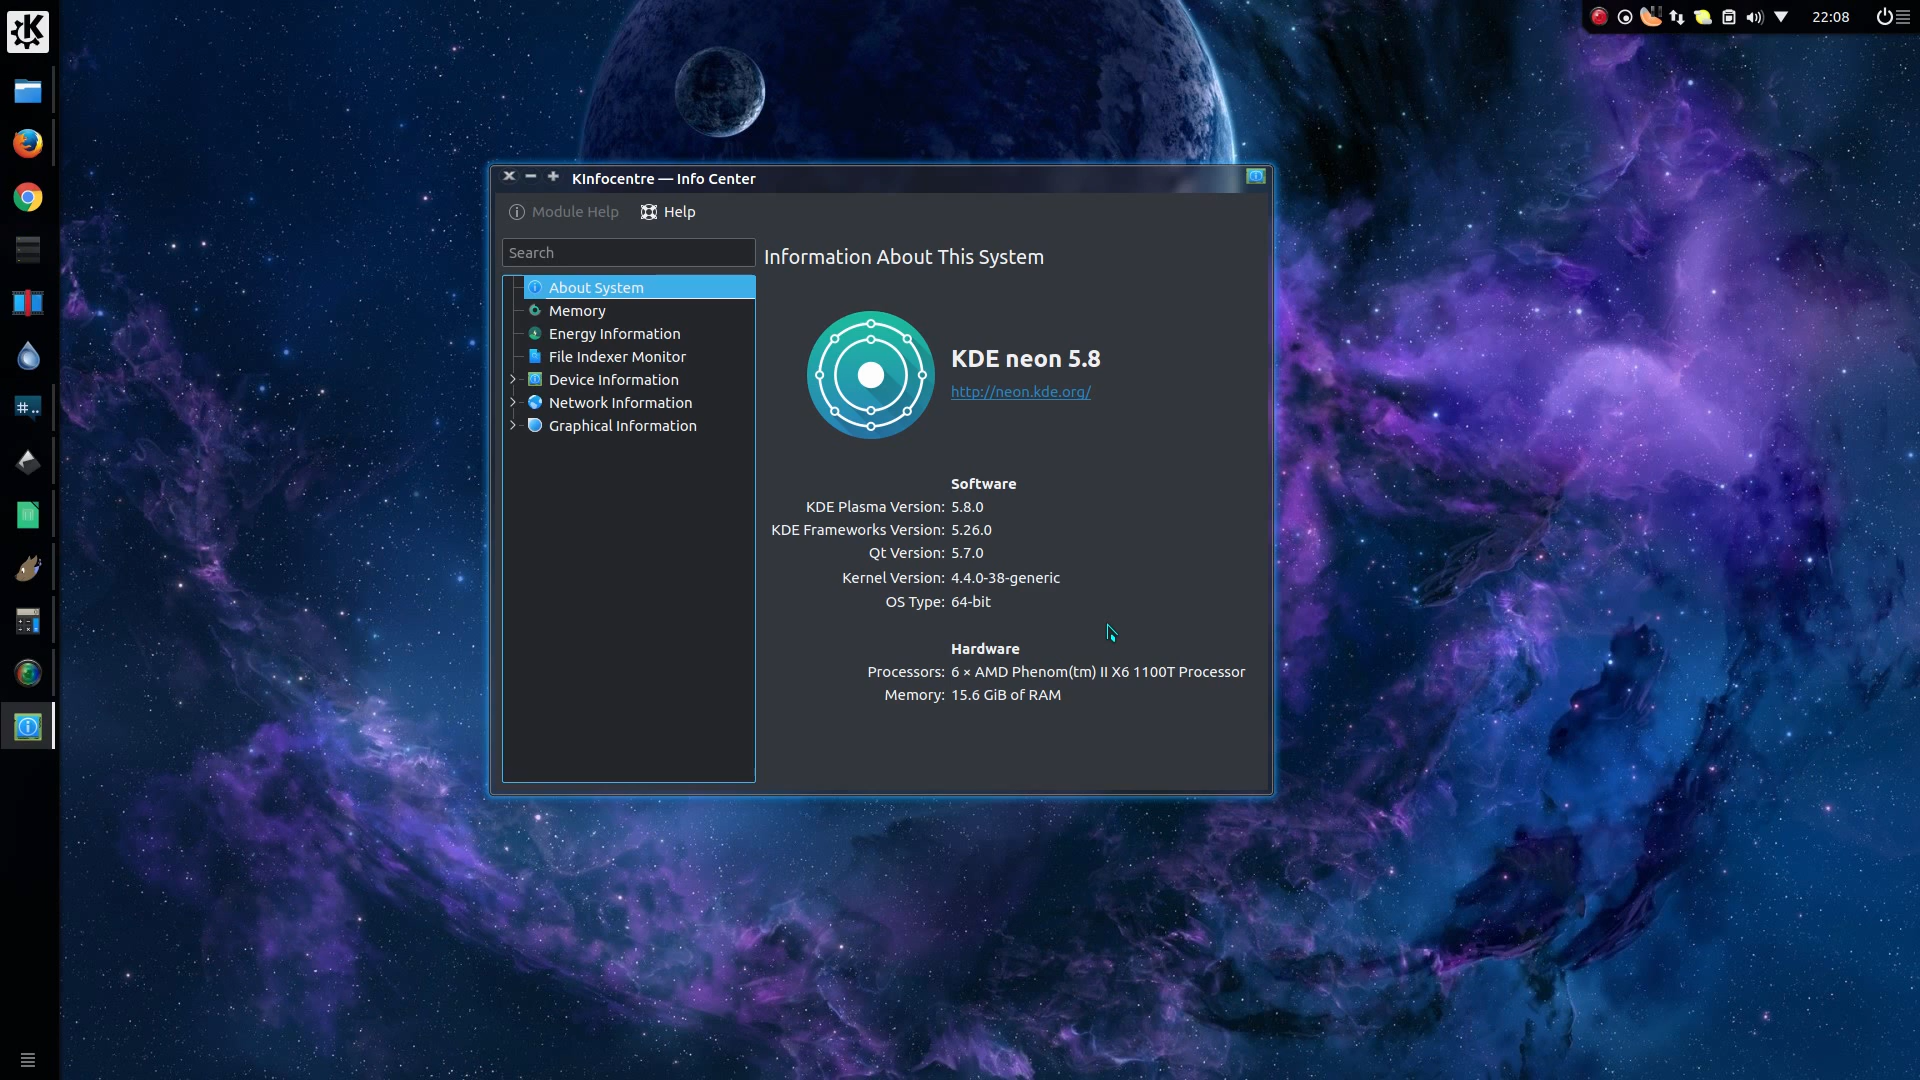 22:08
KInfocentre — Info Center
Module Help
Help
Search
About System
Memory
Energy Information
File Indexer Monitor
Device Information
Network Information
Graphical Information
Information About This System
KDE neon 5.8
http://neon.kde.org/
Software
KDE Plasma Version: 5.8.0
KDE Frameworks Version: 5.26.0
Qt Version: 5.7.0
Kernel Version: 4.4.0-38-generic
OS Type: 64-bit
Hardware
Processors: 6 × AMD Phenom(tm) II X6 1100T Processor
Memory: 15.6 GiB of RAM